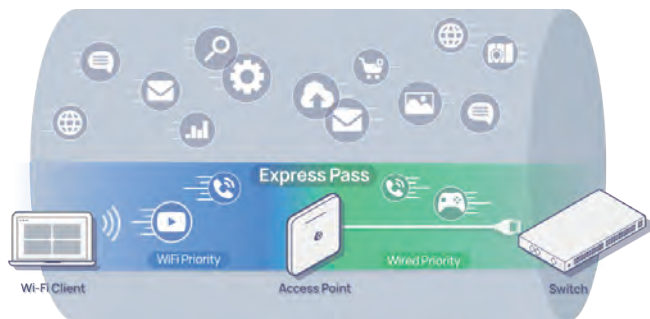 Express Pass
WiFi Priority
Wired Priority
Wi-Fi Client
Access Point
Switch